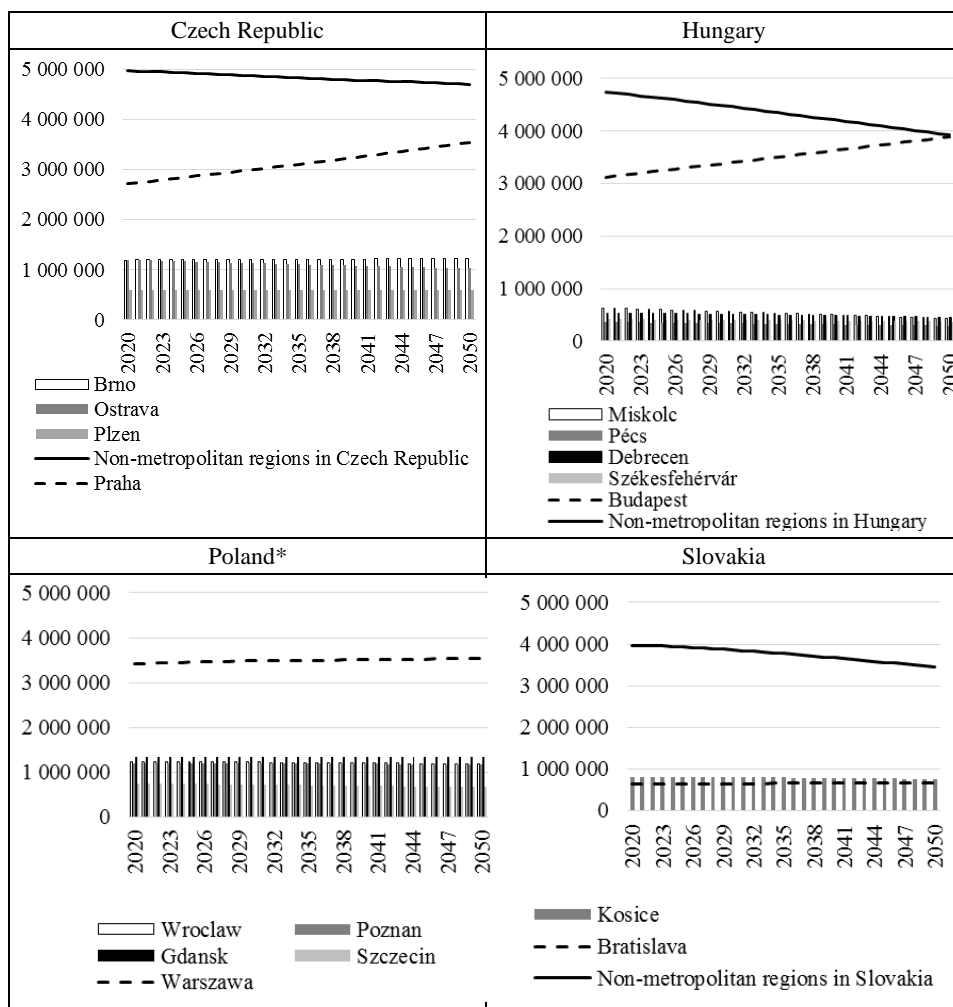 Czech Republic
5 000 000
4 000 000
3 000 000
2 000 000
1 000 000
0
2020
2023
2026
2029
2032
2035
2038
2041
2044
2047
2050
Brno
Ostrava
Plzen
Non-metropolitan regions in Czech Republic
Praha
Hungary
5 000 000
4 000 000
3 000 000
2 000 000
1 000 000
0
2020
2023
2026
2029
2032
2035
2038
2041
2044
2047
2050
Miskolc
Pécs
Debrecen
Székesfehérvár
Budapest
Non-metropolitan regions in Hungary
Poland*
5 000 000
4 000 000
3 000 000
2 000 000
1 000 000
0
2020
2023
2026
2029
2032
2035
2038
2041
2044
2047
2050
Wroclaw Poznan
Gdansk Szczecin
Warszawa
Slovakia
5 000 000
4 000 000
3 000 000
2 000 000
1 000 000
0
2020
2023
2026
2029
2032
2035
2038
2041
2044
2047
2050
Kosice
Bratislava
Non-metropolitan regions in Slovakia